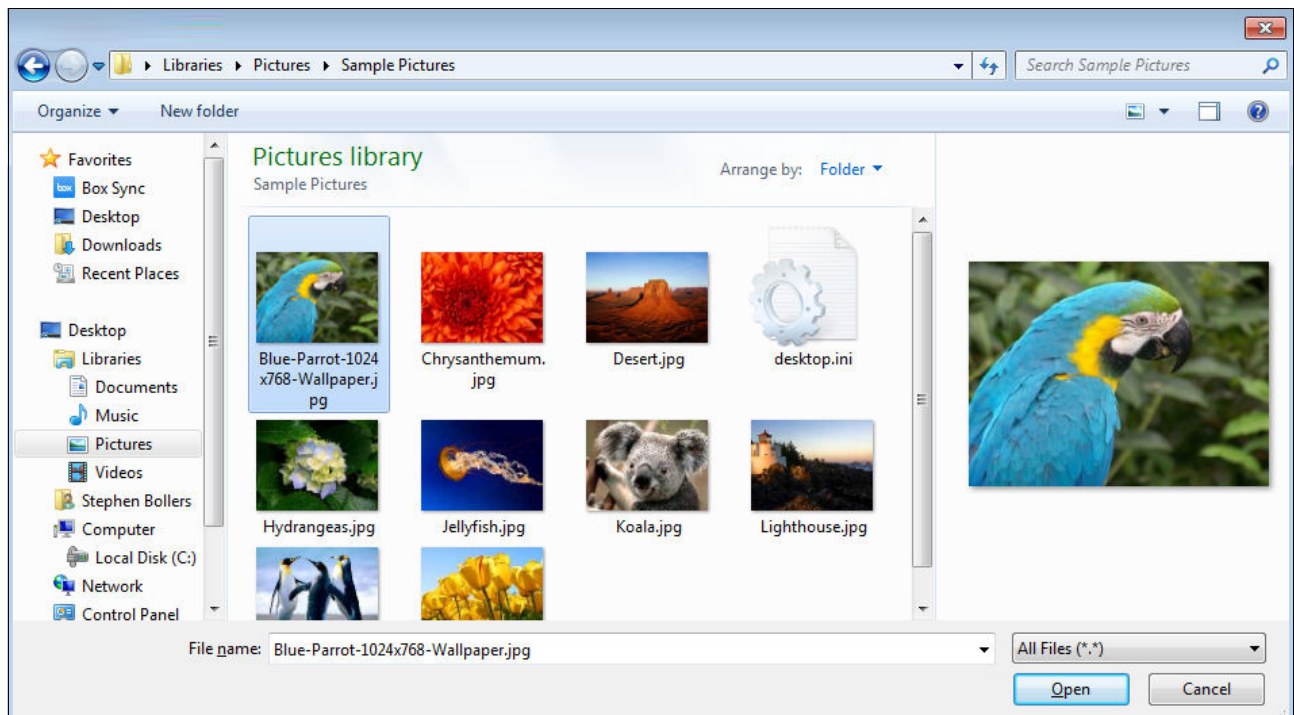 Libraries Pictures Sample Pictures
Search Sample Pictures
Organize
New folder
Favorites
box Box Sync
Desktop
Downloads
Recent Places
Desktop
Libraries
Documents
Music
Pictures
Videos
Stephen Bollers
Computer
Local Disk (C:)
Network
Control Panel
Pictures library
Sample Pictures
Arrange by: Folder
Blue-Parrot-1024
x768-Wallpaper.j
pg
Chrysanthemum.
jpg
Desert.jpg
desktop.ini
Hydrangeas.jpg
Jellyfish.jpg
Koala.jpg
Lighthouse.jpg
File name: Blue-Parrot-1024x768-Wallpaper.jpg
All Files (*.*)
Open
Cancel